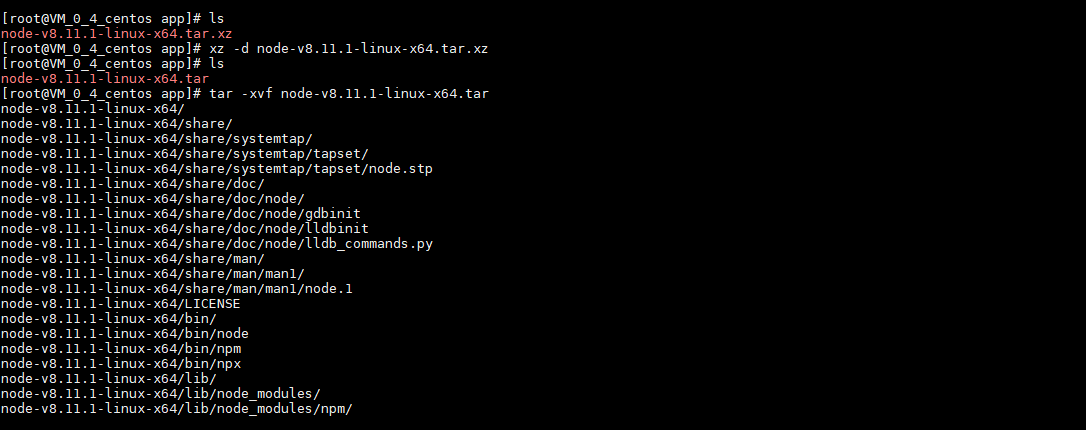 [root@VM_0_4_centos app]# ls
node-v8.11.1-linux-x64.tar.xz
[root@VM_0_4_centos app]# xz -d node-v8.11.1-linux-x64.tar.xz
[root@VM_0_4_centos app]# ls
node-v8.11.1-linux-x64.tar
[root@VM_0_4_centos app]# tar -xvf node-v8.11.1-linux-x64.tar
node-v8.11.1-linux-x64/
node-v8.11.1-linux-x64/share/
node-v8.11.1-linux-x64/share/systemtap/
node-v8.11.1-linux-x64/share/systemtap/tapset/
node-v8.11.1-linux-x64/share/systemtap/tapset/node.stp
node-v8.11.1-linux-x64/share/doc/
node-v8.11.1-linux-x64/share/doc/node/
node-v8.11.1-linux-x64/share/doc/node/gdbinit
node-v8.11.1-linux-x64/share/doc/node/lldbinit
node-v8.11.1-linux-x64/share/doc/node/lldb_commands.py
node-v8.11.1-linux-x64/share/man/
node-v8.11.1-linux-x64/share/man/man1/
node-v8.11.1-linux-x64/share/man/man1/node.1
node-v8.11.1-linux-x64/LICENSE
node-v8.11.1-linux-x64/bin/
node-v8.11.1-linux-x64/bin/node
node-v8.11.1-linux-x64/bin/npm
node-v8.11.1-linux-x64/bin/npx
node-v8.11.1-linux-x64/lib/
node-v8.11.1-linux-x64/lib/node_modules/
node-v8.11.1-linux-x64/lib/node_modules/npm/